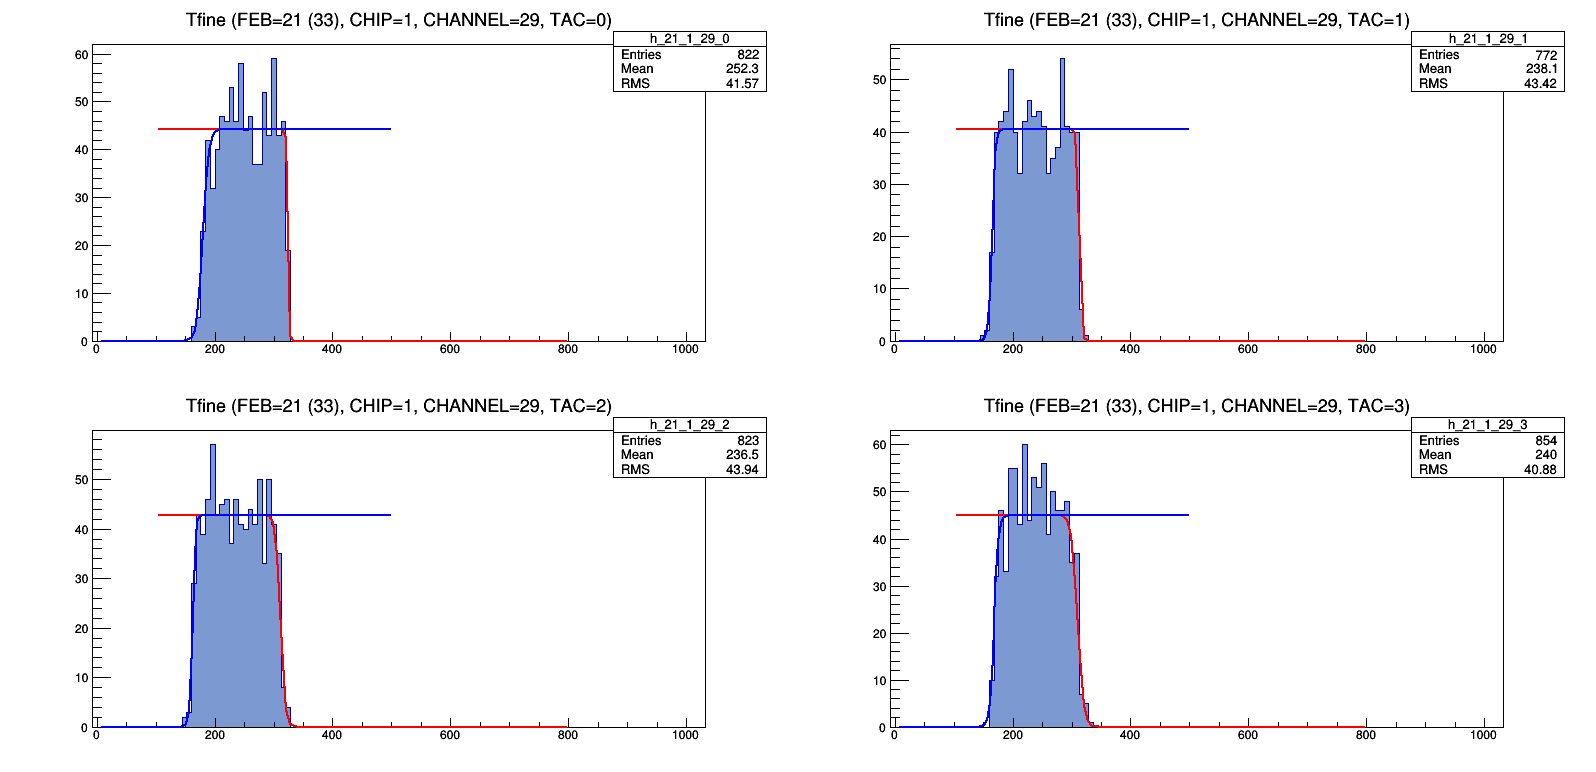 Tfine (FEB=21 (33), CHIP=1, CHANNEL=29, TAC=0)
h_21_1_29_0
Entries 822
Mean 252.3
RMS 41.57
60
50
40
30
20
10
0
0 200 400 600 800 1000
Tfine (FEB=21 (33), CHIP=1, CHANNEL=29, TAC=1)
h_21_1_29_1
Entries 772
Mean 238.1
RMS 43.42
50
40
30
20
10
0
0 200 400 600 800 1000
Tfine (FEB=21 (33), CHIP=1, CHANNEL=29, TAC=2)
h_21_1_29_2
Entries 823
Mean 236.5
RMS 43.94
50
40
30
20
10
0
0 200 400 600 800 1000
Tfine (FEB=21 (33), CHIP=1, CHANNEL=29, TAC=3)
h_21_1_29_3
Entries 854
Mean 240
RMS 40.88
60
50
40
30
20
10
0
0 200 400 600 800 1000